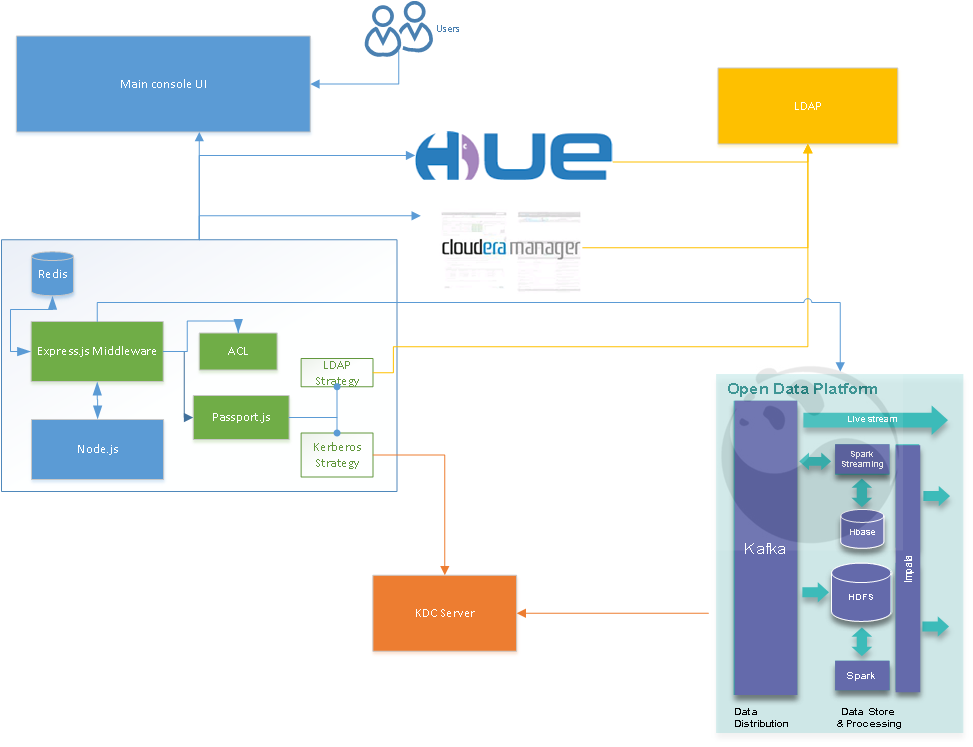 Users
Main console UI
LDAP
HUE
cloudera manager
Redis
Express.js Middleware
ACL
LDAP
Strategy
Passport.js
Kerberos
Strategy
Node.js
KDC Server
Open Data Platform
Live stream
Spark
Streaming
Hbase
Kafka
Impala
HDFS
Spark
Data
Distribution
Data Store
& Processing